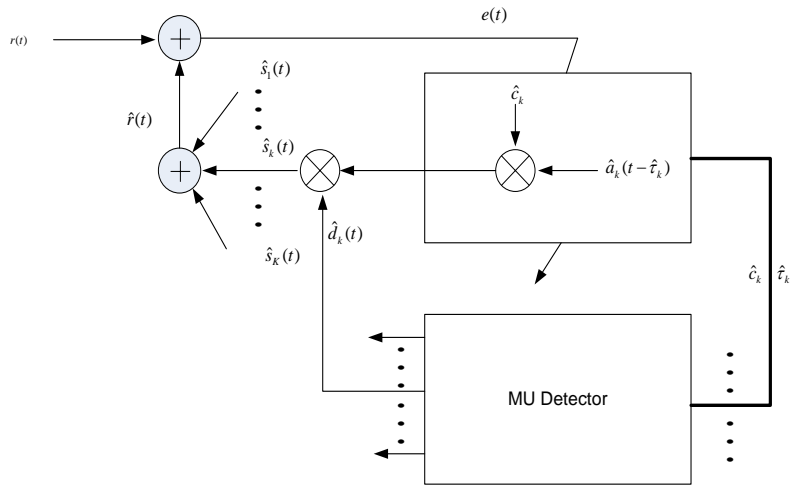 e(t)
r(t)
+
ŝ₁(t)
ĉₖ
r̂(t)
ŝₖ(t)
+
âₖ(t−τ̂ₖ)
d̂ₖ(t)
ŝ_K(t)
ĉₖ τ̂ₖ
MU Detector